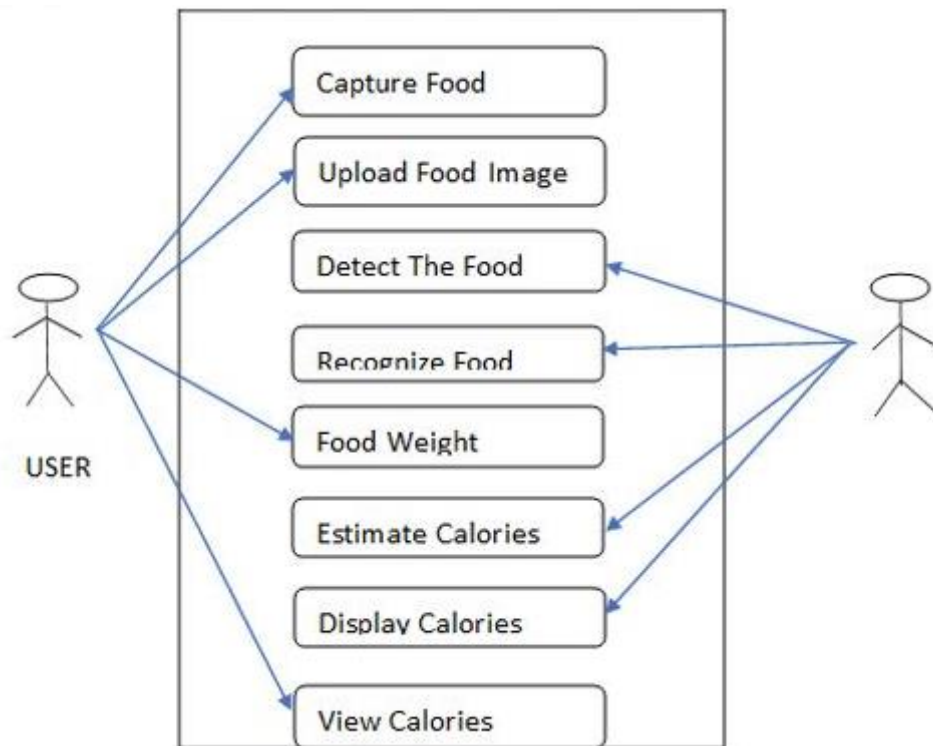 Capture Food
Upload Food Image
Detect The Food
Recognize Food
Food Weight
USER
Estimate Calories
Display Calories
View Calories